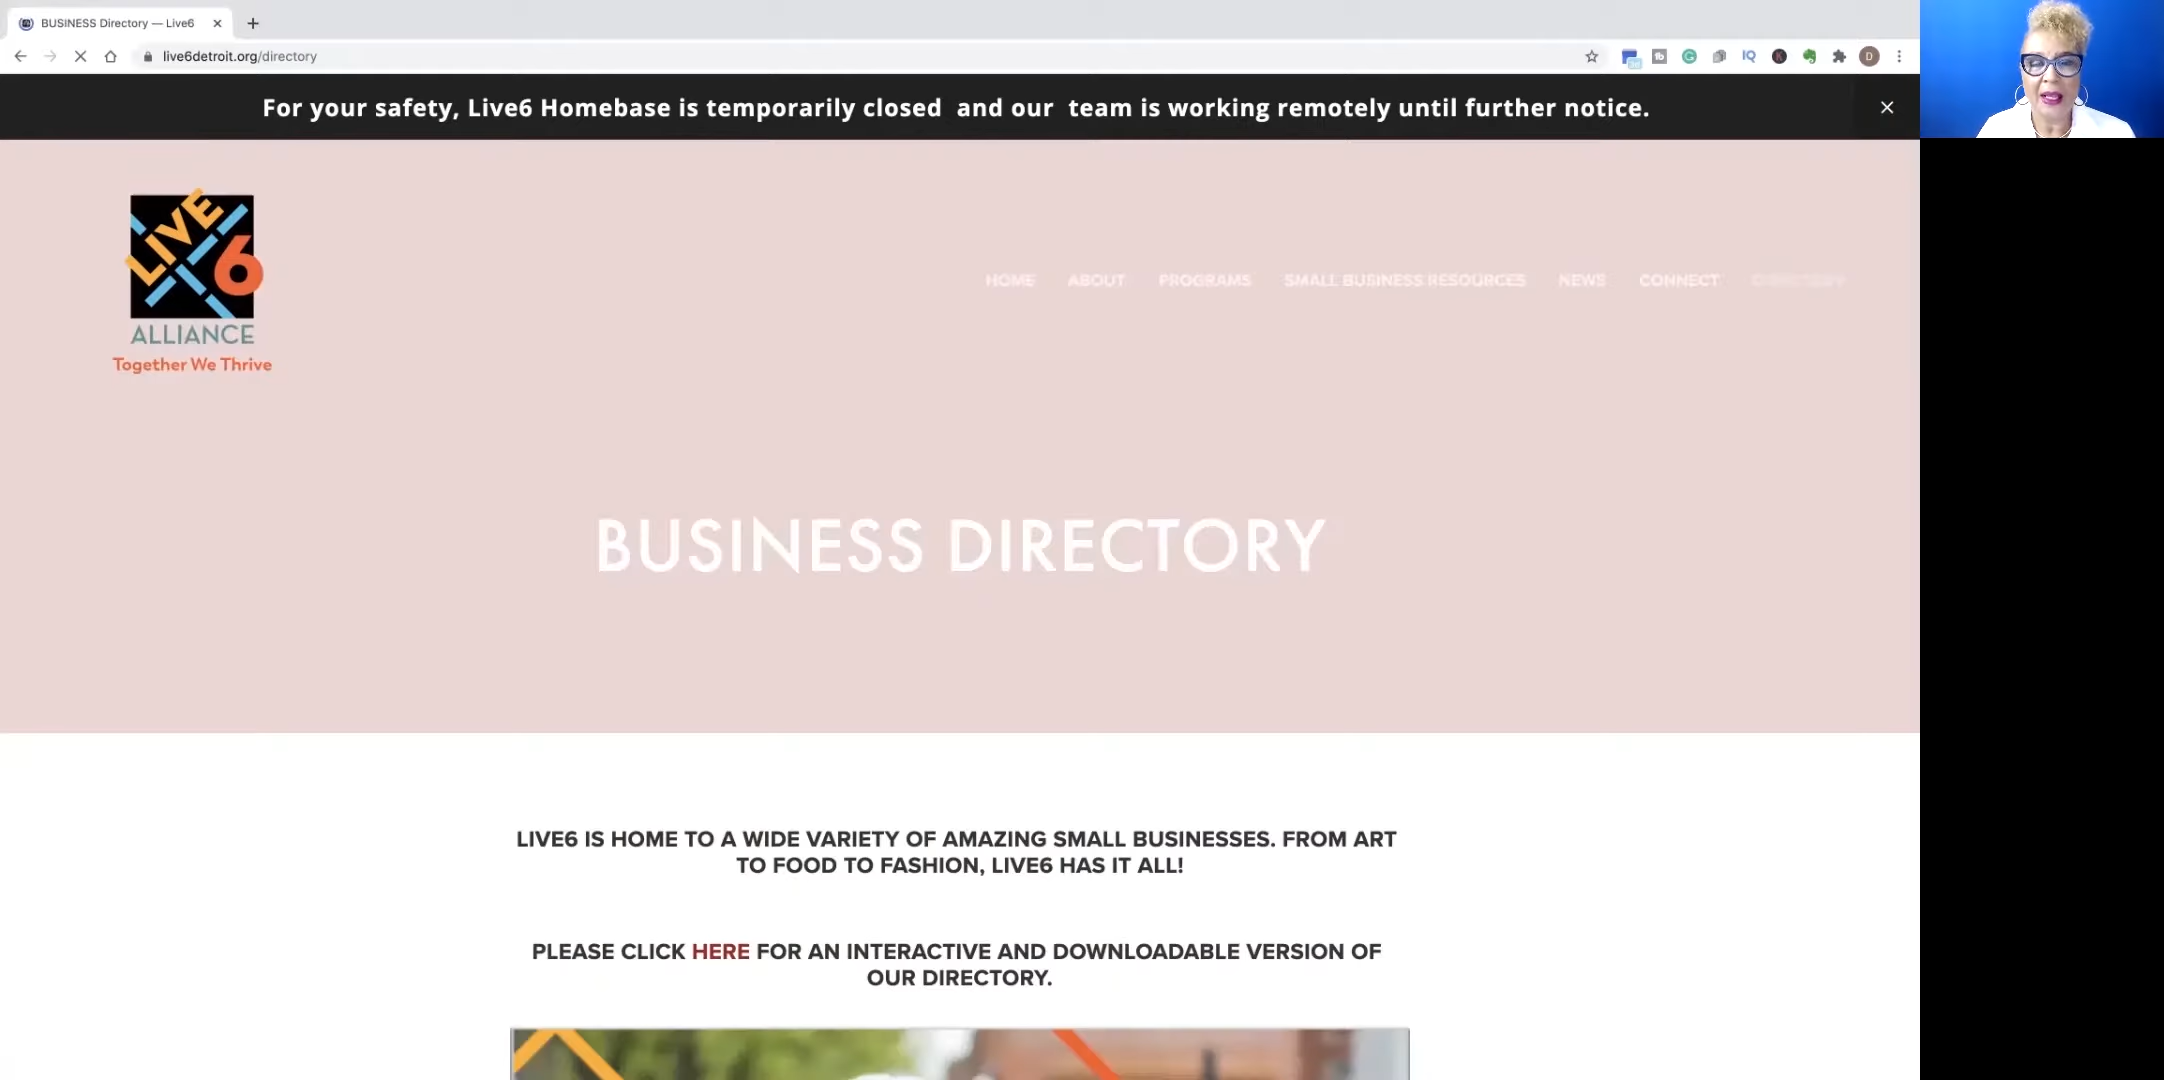 BUSINESS Directory — Live6
live6detroit.org/directory
For your safety, Live6 Homebase is temporarily closed and our team is working remotely until further notice.
LIVE
6
ALLIANCE
Together We Thrive
HOME ABOUT PROGRAMS SMALL BUSINESS RESOURCES NEWS CONNECT DIRECTORY
BUSINESS DIRECTORY
LIVE6 IS HOME TO A WIDE VARIETY OF AMAZING SMALL BUSINESSES. FROM ART
TO FOOD TO FASHION, LIVE6 HAS IT ALL!
PLEASE CLICK HERE FOR AN INTERACTIVE AND DOWNLOADABLE VERSION OF
OUR DIRECTORY.